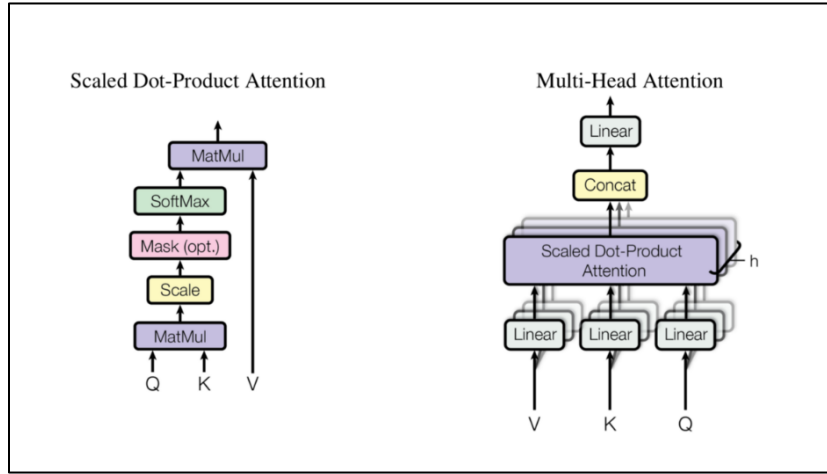 Scaled Dot-Product Attention
MatMul
SoftMax
Mask (opt.)
Scale
MatMul
Q K V
Multi-Head Attention
Linear
Concat
Scaled Dot-Product
Attention
h
Linear Linear Linear
V K Q